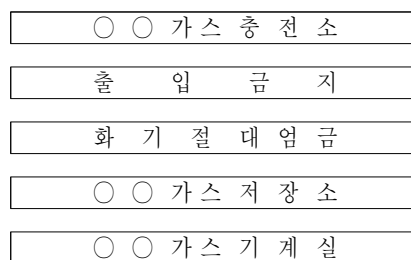 ○ ○ 가 스 충 전 소
출 입 금 지
화 기 절 대 엄 금
○ ○ 가 스 저 장 소
○ ○ 가 스 기 계 실